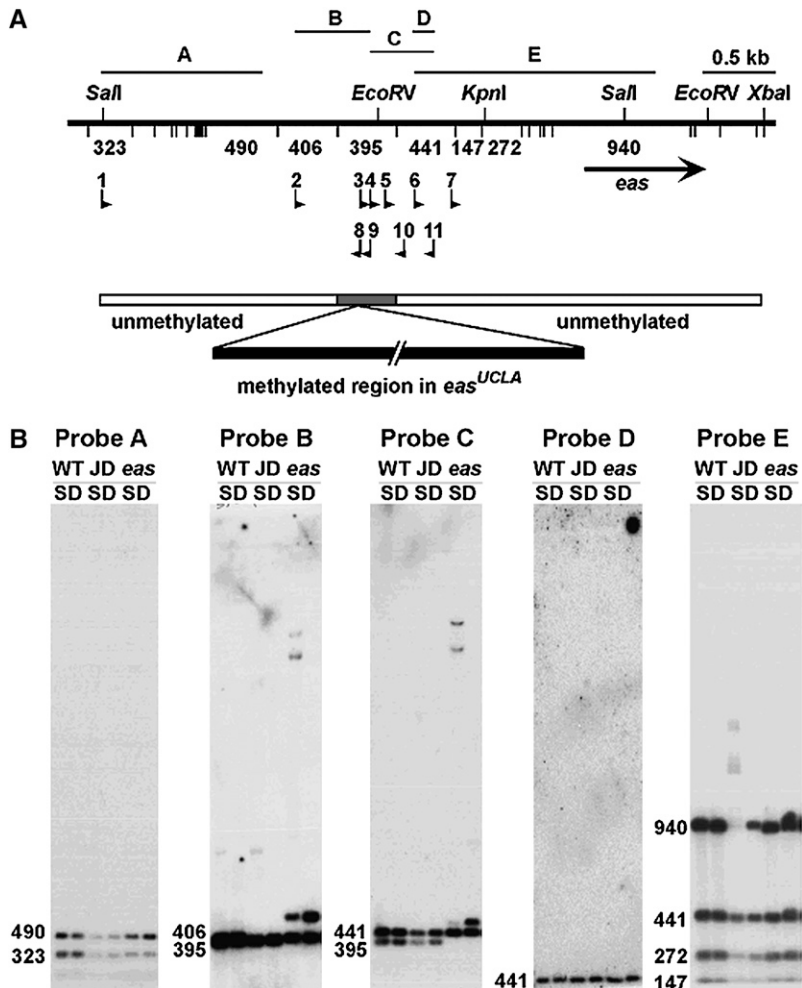 A
B
D
C
A
E
0.5 kb
SalI
EcoRV
KpnI
SalI
EcoRV
XbaI
323
490
406
395
441
147
272
940
1
2
3
4
5
6
7
eas
8
9
10
11
unmethylated
unmethylated
methylated region in eas^UCLA
B
Probe A
Probe B
Probe C
Probe D
Probe E
WT JD eas
WT JD eas
WT JD eas
WT JD eas
WT JD eas
SD SD SD
SD SD SD
SD SD SD
SD SD SD
SD SD SD
490
323
406
395
441
395
441
940
441
272
147